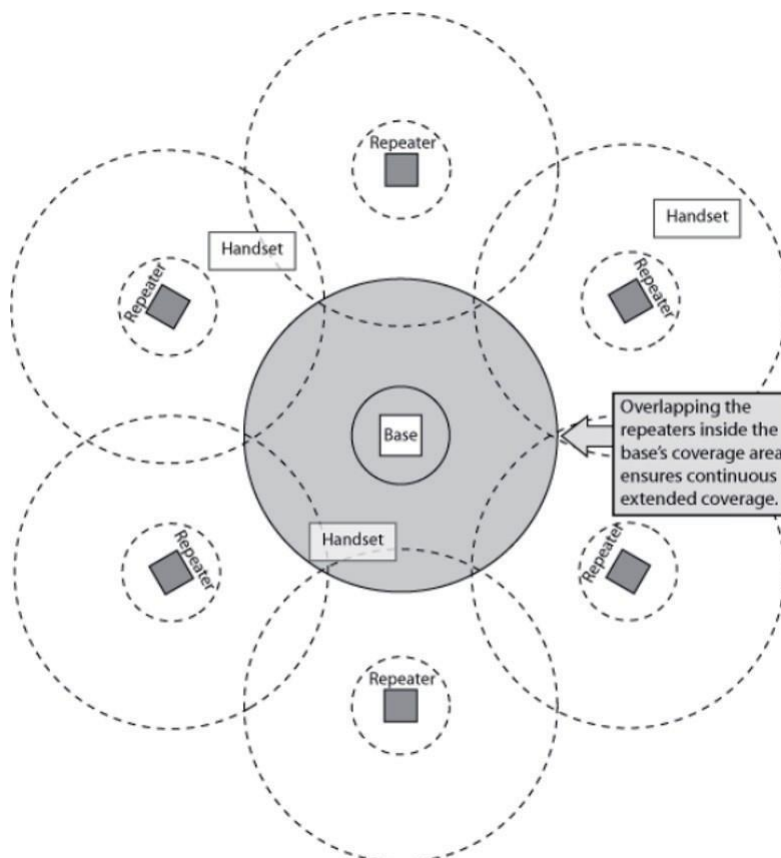 Repeater
Handset
Handset
Repeater
Repeater
Overlapping the
repeaters inside the
base's coverage area
ensures continuous
extended coverage.
Base
Handset
Repeater
Repeater
Repeater